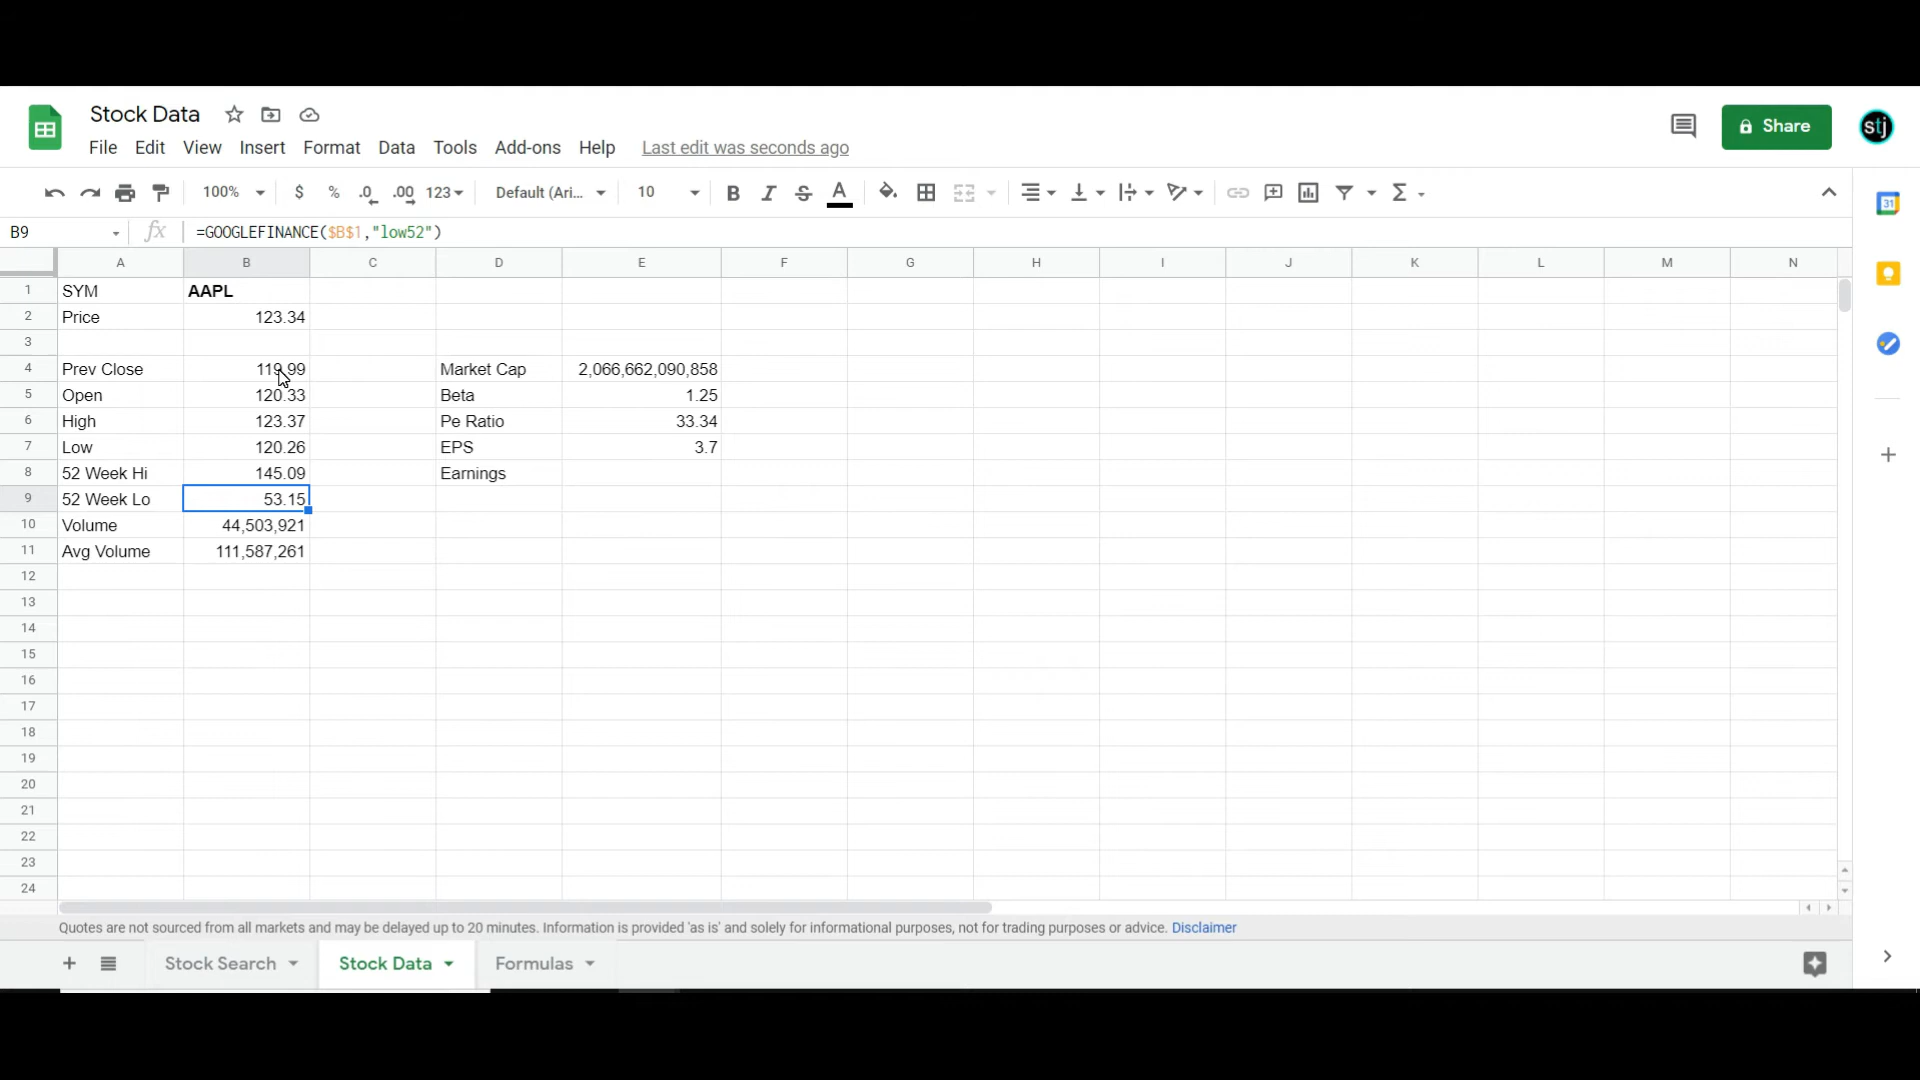 Stock Data
stj
Share
File Edit View Insert Format Data Tools Add-ons Help Last edit was seconds ago
100% $ % .0 .00 123 Default (Ari... 10 B I S A Σ
31
B9 fx =GOOGLEFINANCE($B$1,"low52")
A B C D E F G H I J K L M N
1 SYM AAPL
2 Price 123.34
3
4 Prev Close 119.99 Market Cap 2,066,662,090,858
5 Open 120.33 Beta 1.25
6 High 123.37 Pe Ratio 33.34
7 Low 120.26 EPS 3.7
8 52 Week Hi 145.09 Earnings
9 52 Week Lo 53.15
10 Volume 44,503,921
11 Avg Volume 111,587,261
12
13
14
15
16
17
18
19
20
21
22
23
24
Quotes are not sourced from all markets and may be delayed up to 20 minutes. Information is provided 'as is' and solely for informational purposes, not for trading purposes or advice. Disclaimer
Stock Search Stock Data Formulas